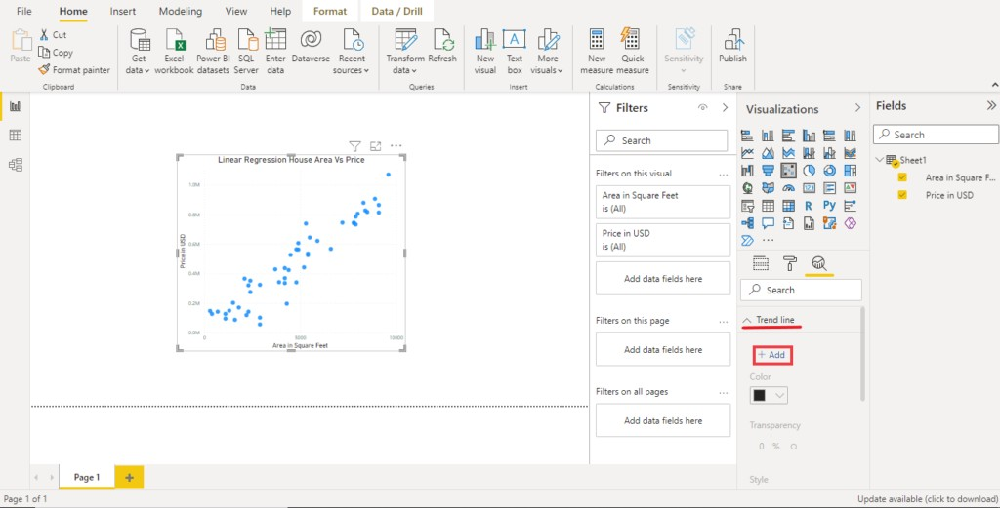 File Home Insert Modeling View Help Format Data / Drill
Paste
Cut
Copy
Format painter
Get data
Excel workbook
Power BI datasets
SQL Server
Enter data
Dataverse
Recent sources
Transform data
Refresh
New visual
Text box
More visuals
New measure
Quick measure
Sensitivity
Publish
Clipboard Data Queries Insert Calculations Sensitivity Share
Linear Regression House Area Vs Price
1.0M
0.8M
0.6M
0.4M
0.2M
0.0M
Price in USD
0 5000 10000
Area in Square Feet
Filters
Search
Filters on this visual
Area in Square Feet
is (All)
Price in USD
is (All)
Add data fields here
Filters on this page
Add data fields here
Filters on all pages
Add data fields here
Visualizations
R Py
Search
Trend line
+ Add
Color
Transparency
0 %
Style
Fields
Search
Sheet1
Area in Square F...
Price in USD
Page 1
Page 1 of 1
Update available (click to download)